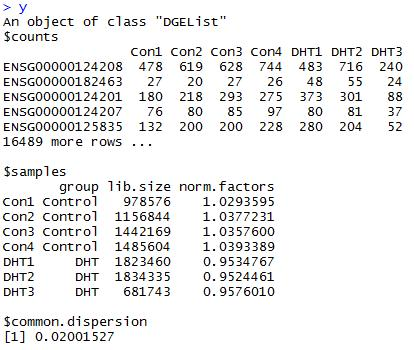 > y
An object of class "DGEList"
$counts
Con1 Con2 Con3 Con4 DHT1 DHT2 DHT3
ENSG00000124208 478 619 628 744 483 716 240
ENSG00000182463 27 20 27 26 48 55 24
ENSG00000124201 180 218 293 275 373 301 88
ENSG00000124207 76 80 85 97 80 81 37
ENSG00000125835 132 200 200 228 280 204 52
16489 more rows ...
$samples
group lib.size norm.factors
Con1 Control 978576 1.0293595
Con2 Control 1156844 1.0377231
Con3 Control 1442169 1.0357600
Con4 Control 1485604 1.0393389
DHT1 DHT 1823460 0.9534767
DHT2 DHT 1834335 0.9524461
DHT3 DHT 681743 0.9576010
$common.dispersion
[1] 0.02001527